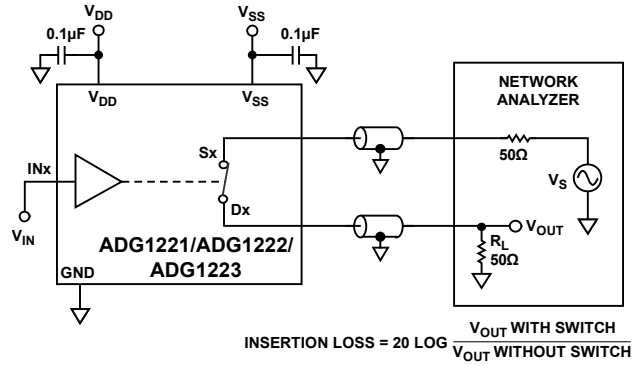 VDD
VSS
0.1µF
0.1µF
VDD
VSS
NETWORK
ANALYZER
Sx
50Ω
INx
VS
Dx
VOUT
VIN
ADG1221/ADG1222/
ADG1223
RL
50Ω
GND
INSERTION LOSS = 20 LOG
VOUT WITH SWITCH
VOUT WITHOUT SWITCH